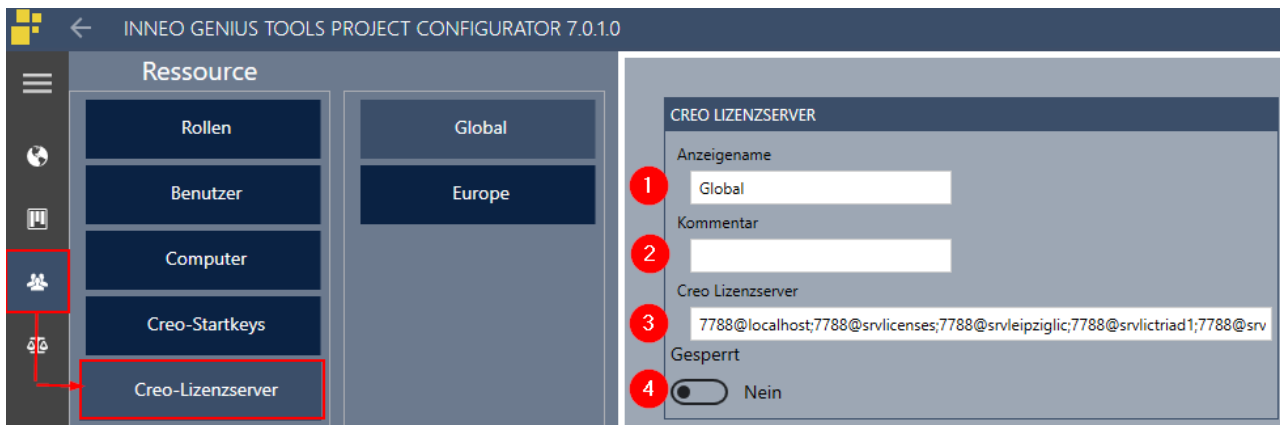 INNEO GENIUS TOOLS PROJECT CONFIGURATOR 7.0.1.0
Ressource
Rollen
Benutzer
Computer
Creo-Startkeys
Creo-Lizenzserver
Global
Europe
CREO LIZENZSERVER
Anzeigename
1
Global
Kommentar
2
Creo Lizenzserver
3
7788@localhost;7788@srvlicenses;7788@srvleipziglic;7788@srvlictriad1;7788@srv
Gesperrt
4
Nein